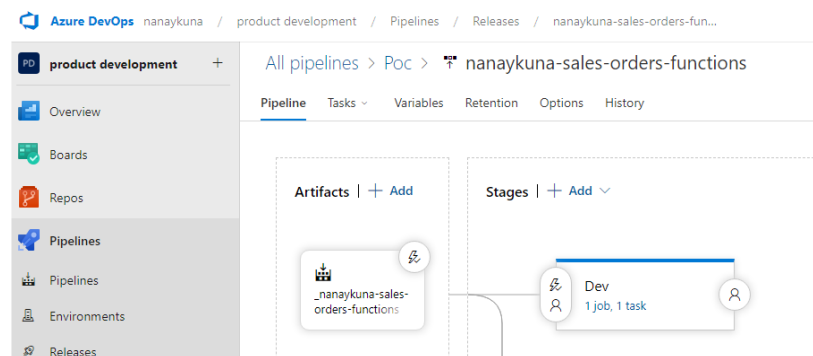 Azure DevOps nanaykuna / product development / Pipelines / Releases / nanaykuna-sales-orders-fun...
PD product development +
All pipelines > Poc > nanaykuna-sales-orders-functions
Pipeline Tasks Variables Retention Options History
Overview
Boards
Repos
Pipelines
Pipelines
Environments
Releases
Artifacts | + Add
Stages | + Add
_nanaykuna-sales-
orders-functions
Dev
1 job, 1 task